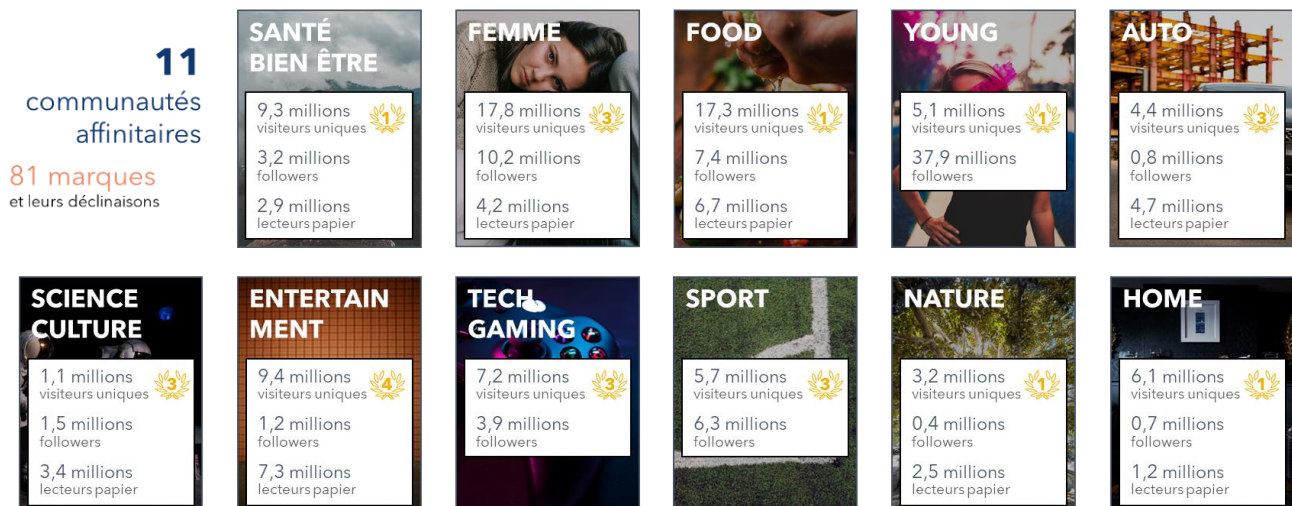 11
communautés
affinitaires
81 marques
et leurs déclinaisons
SANTÉ
BIEN ÊTRE
9,3 millions
visiteurs uniques
1
3,2 millions
followers
2,9 millions
lecteurs papier
FEMME
17,8 millions
visiteurs uniques
3
10,2 millions
followers
4,2 millions
lecteurs papier
FOOD
17,3 millions
visiteurs uniques
1
7,4 millions
followers
6,7 millions
lecteurs papier
YOUNG
5,1 millions
visiteurs uniques
1
37,9 millions
followers
AUTO
4,4 millions
visiteurs uniques
3
0,8 millions
followers
4,7 millions
lecteurs papier
SCIENCE
CULTURE
1,1 millions
visiteurs uniques
3
1,5 millions
followers
3,4 millions
lecteurs papier
ENTERTAIN
MENT
9,4 millions
visiteurs uniques
4
1,2 millions
followers
7,3 millions
lecteurs papier
TECH
GAMING
7,2 millions
visiteurs uniques
3
3,9 millions
followers
SPORT
5,7 millions
visiteurs uniques
3
6,3 millions
followers
NATURE
3,2 millions
visiteurs uniques
1
0,4 millions
followers
2,5 millions
lecteurs papier
HOME
6,1 millions
visiteurs uniques
1
0,7 millions
followers
1,2 millions
lecteurs papier